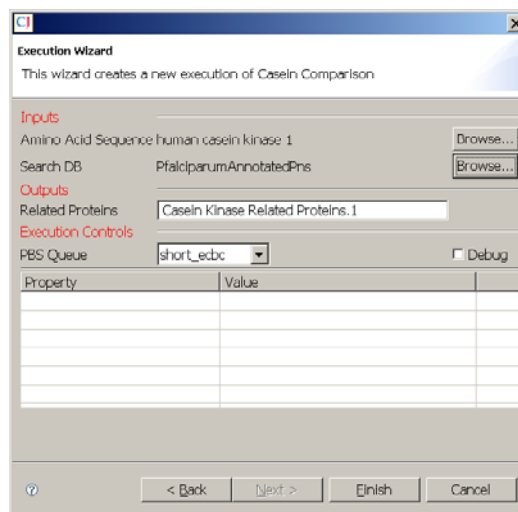 CJ
Execution Wizard
This wizard creates a new execution of Casein Comparison
Inputs
Amino Acid Sequence human casein kinase 1 Browse...
Search DB PfalciparumAnnotatedPns Browse...
Outputs
Related Proteins Casein Kinase Related Proteins.1
Execution Controls
PBS Queue short_ecbc Debug
Property Value
? < Back Next > Finish Cancel